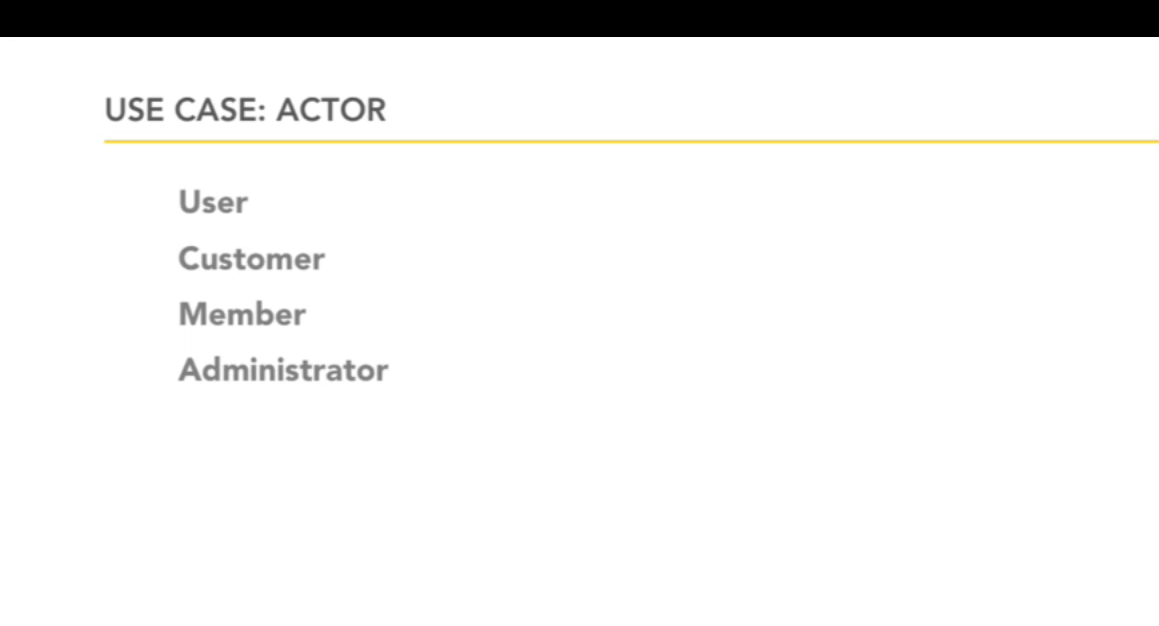 USE CASE: ACTOR
User
Customer
Member
Administrator